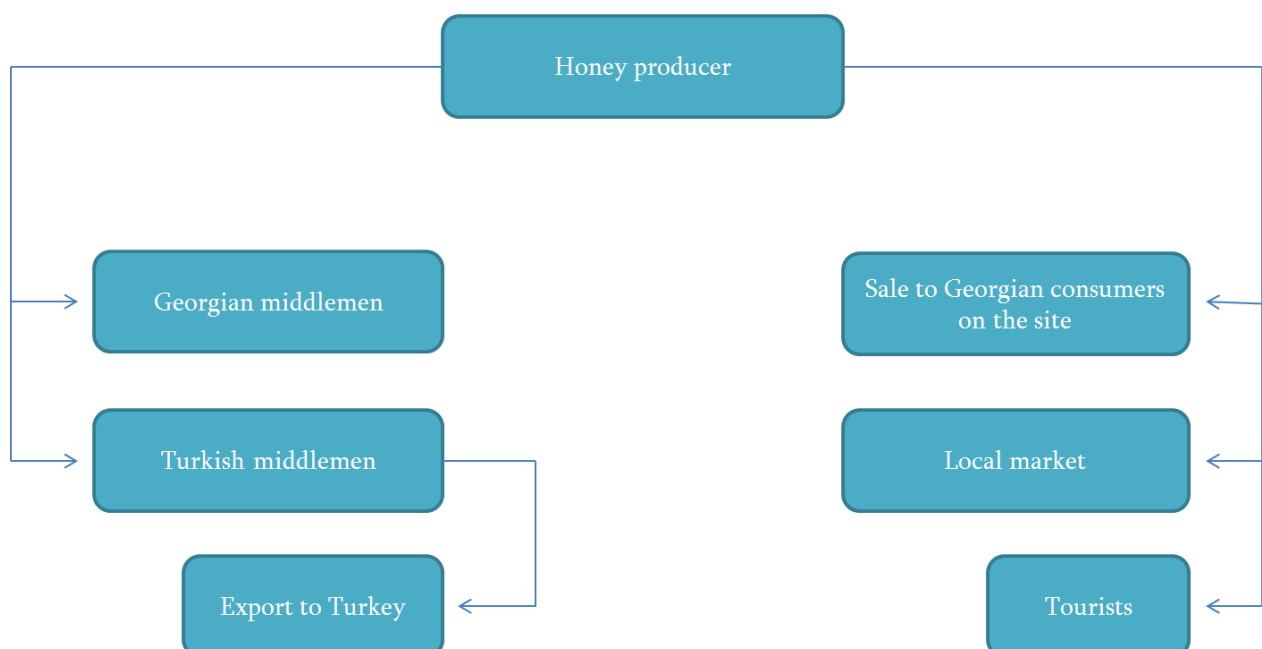 Honey producer
Georgian middlemen
Sale to Georgian consumers
on the site
Turkish middlemen
Local market
Export to Turkey
Tourists